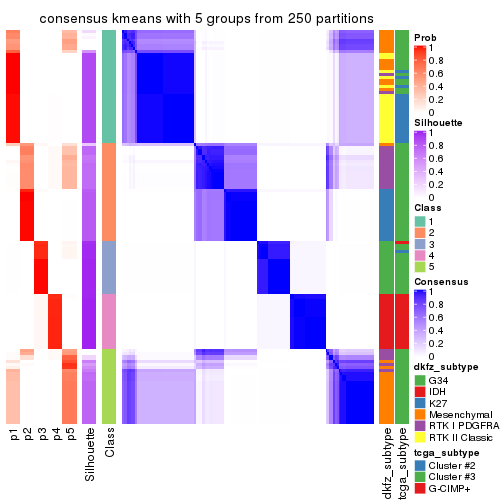 consensus kmeans with 5 groups from 250 partitions
Prob
1
0.8
0.6
0.4
0.2
0
Silhouette
1
0.8
0.6
0.4
0.2
0
Class
1
2
3
4
5
Consensus
1
0.8
0.6
0.4
0.2
0
dkfz_subtype
G34
IDH
K27
Mesenchymal
RTK I PDGFRA
RTK II Classic
tcga_subtype
Cluster #2
Cluster #3
G-CIMP+
p1
p2
p3
p4
p5
Silhouette
Class
dkfz_subtype
tcga_subtype